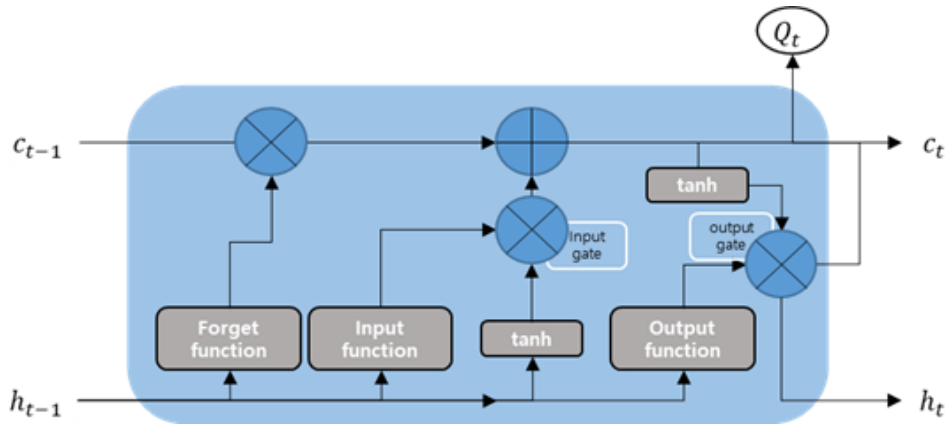 Q_t
c_{t-1}
c_t
tanh
Input
gate
output
gate
Forget
function
Input
function
tanh
Output
function
h_{t-1}
h_t